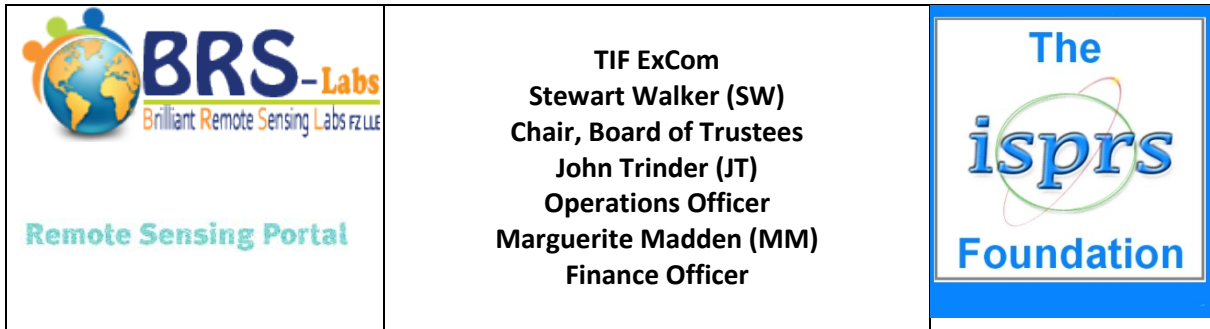 BRS-Labs
Brilliant Remote Sensing Labs FZ LLE
Remote Sensing Portal
TIF ExCom
Stewart Walker (SW)
Chair, Board of Trustees
John Trinder (JT)
Operations Officer
Marguerite Madden (MM)
Finance Officer
The
isprs
Foundation